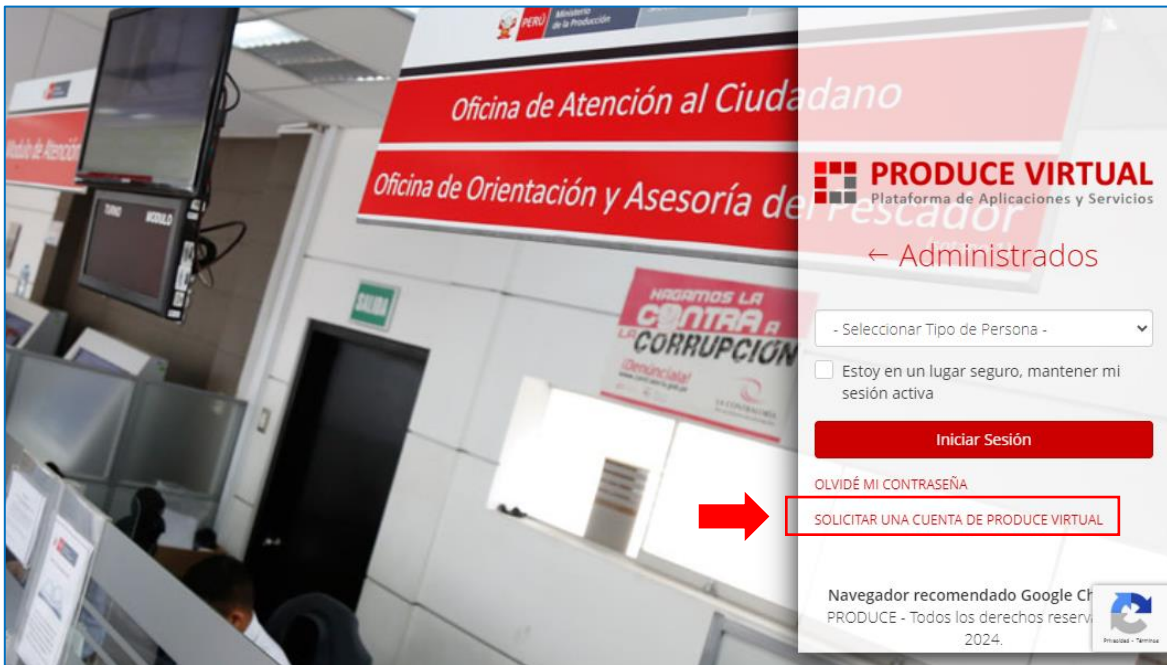 PERÚ
Ministerio
de la Producción
Oficina de Atención al Ciudadano
Oficina de Orientación y Asesoría del Pescador
Modulo de Atención
TURNO MODULO
SALIDA
HAGAMOS LA
CONTRA A
LA CORRUPCIÓN
¡Denúncialo!
LA CONTRALORÍA
PRODUCE VIRTUAL
Plataforma de Aplicaciones y Servicios
← Administrados
- Seleccionar Tipo de Persona -
Estoy en un lugar seguro, mantener mi
sesión activa
Iniciar Sesión
OLVIDÉ MI CONTRASEÑA
SOLICITAR UNA CUENTA DE PRODUCE VIRTUAL
Navegador recomendado Google Ch
PRODUCE - Todos los derechos reserv
2024.
Privacidad - Términos